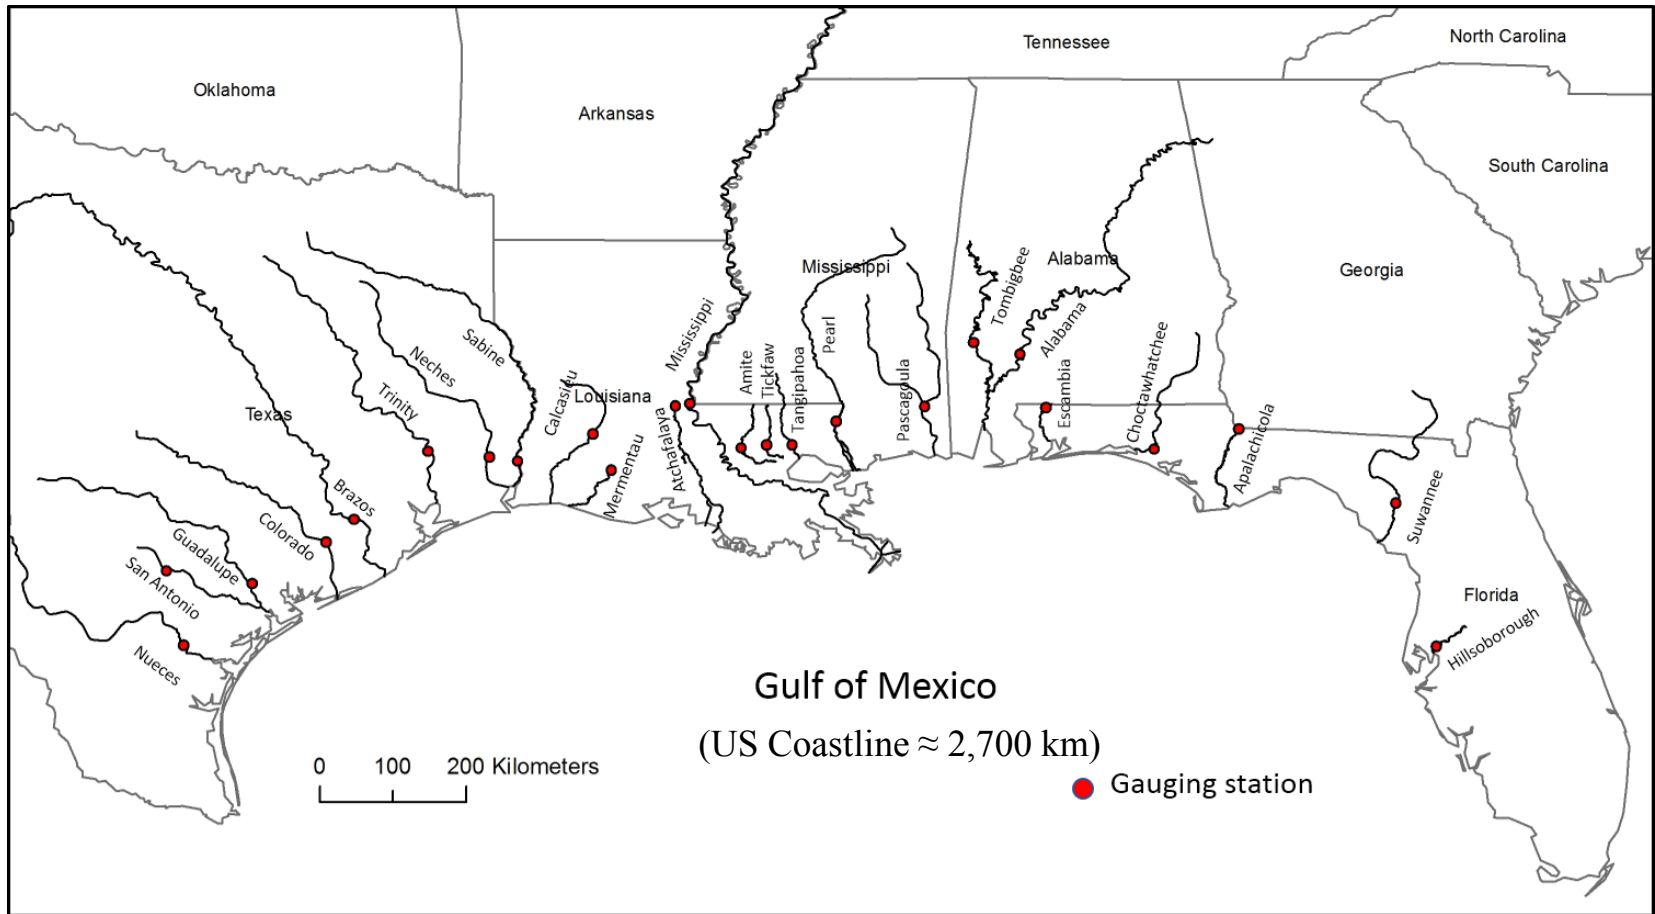 Tennessee
North Carolina
Oklahoma
Arkansas
South Carolina
Mississippi
Alabama
Georgia
Tombigbee
Mississippi
Alabama
Pearl
Sabine
Neches
Trinity
Texas
Calcasieu
Louisiana
Amite
Tickfaw
Tangipahoa
Pascagoula
Escambia
Choctawhatchee
Apalachicola
Atchafalaya
Mermentau
Suwannee
Brazos
Colorado
Guadalupe
San Antonio
Nueces
Florida
Hillsoborough
Gulf of Mexico
(US Coastline ≈ 2,700 km)
0 100 200 Kilometers
Gauging station